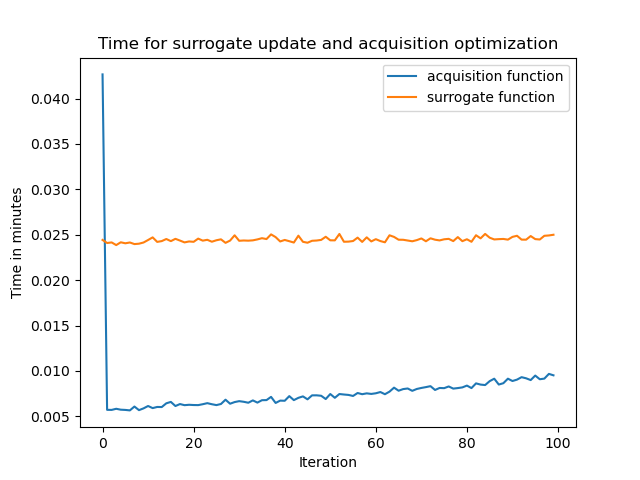 Time for surrogate update and acquisition optimization
acquisition function
surrogate function
0.040
0.035
0.030
0.025
0.020
0.015
0.010
0.005
Time in minutes
0 20 40 60 80 100
Iteration